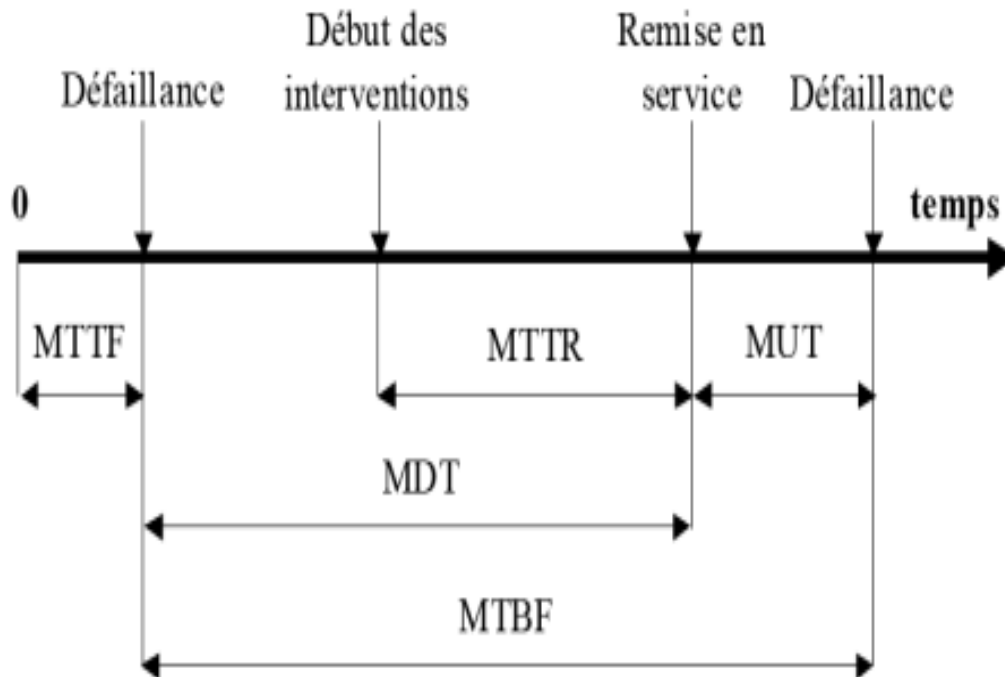 Début des
interventions
Remise en
service
Défaillance
Défaillance
0
temps
MTTF
MTTR
MUT
MDT
MTBF